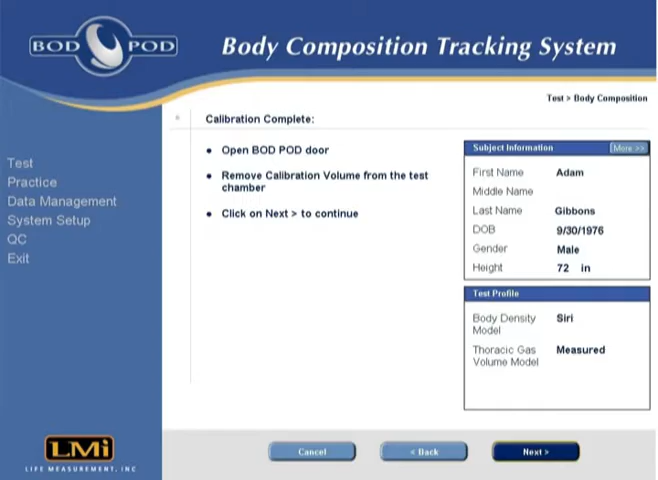 BOD POD
Body Composition Tracking System
Test > Body Composition
Test
Practice
Data Management
System Setup
QC
Exit
Calibration Complete:
• Open BOD POD door
• Remove Calibration Volume from the test
chamber
• Click on Next > to continue
Subject Information More >>
First Name Adam
Middle Name
Last Name Gibbons
DOB 9/30/1976
Gender Male
Height 72 in
Test Profile
Body Density Siri
Model
Thoracic Gas Measured
Volume Model
LMi
LIFE MEASUREMENT, INC
Cancel < Back Next >